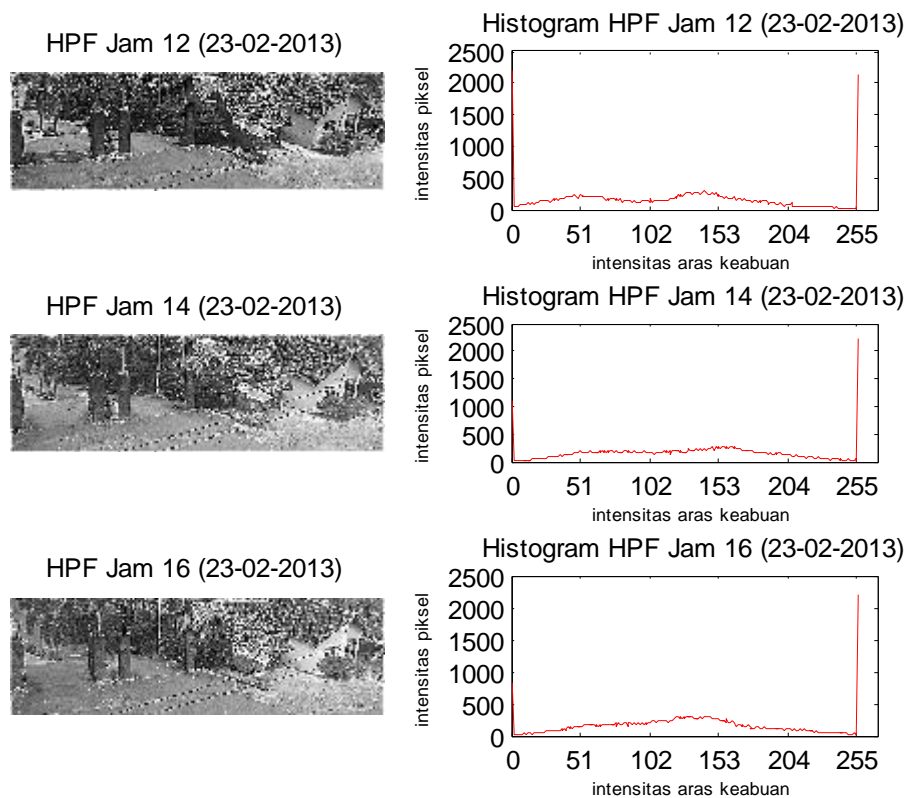 HPF Jam 12 (23-02-2013)
Histogram HPF Jam 12 (23-02-2013)
intensitas piksel
2500
2000
1500
1000
500
0
0 51 102 153 204 255
intensitas aras keabuan
HPF Jam 14 (23-02-2013)
Histogram HPF Jam 14 (23-02-2013)
intensitas piksel
2500
2000
1500
1000
500
0
0 51 102 153 204 255
intensitas aras keabuan
HPF Jam 16 (23-02-2013)
Histogram HPF Jam 16 (23-02-2013)
intensitas piksel
2500
2000
1500
1000
500
0
0 51 102 153 204 255
intensitas aras keabuan